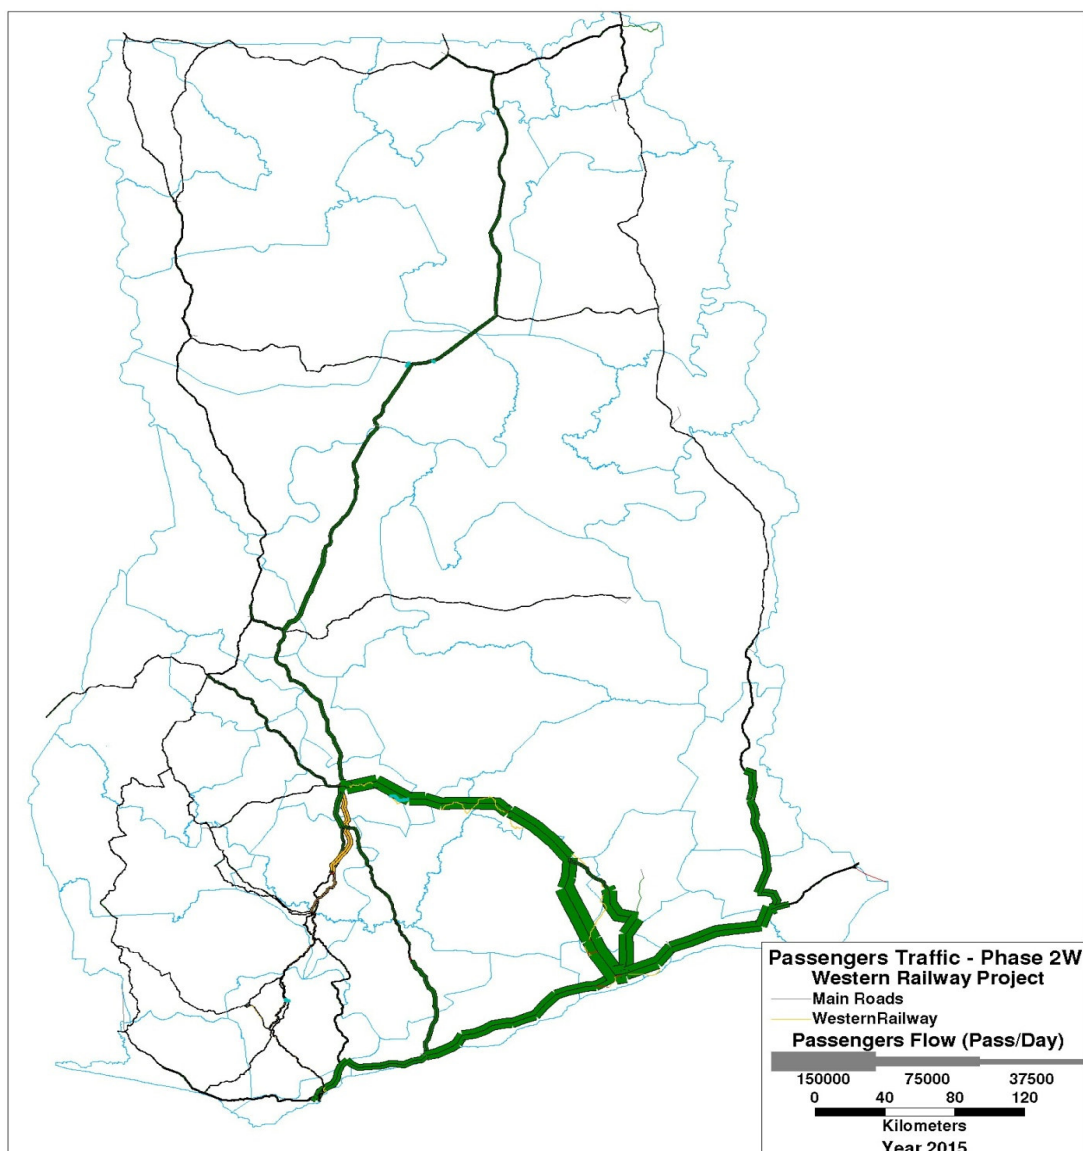 Passengers Traffic - Phase 2W
Western Railway Project
Main Roads
WesternRailway
Passengers Flow (Pass/Day)
150000 75000 37500
0 40 80 120
Kilometers
Year 2015